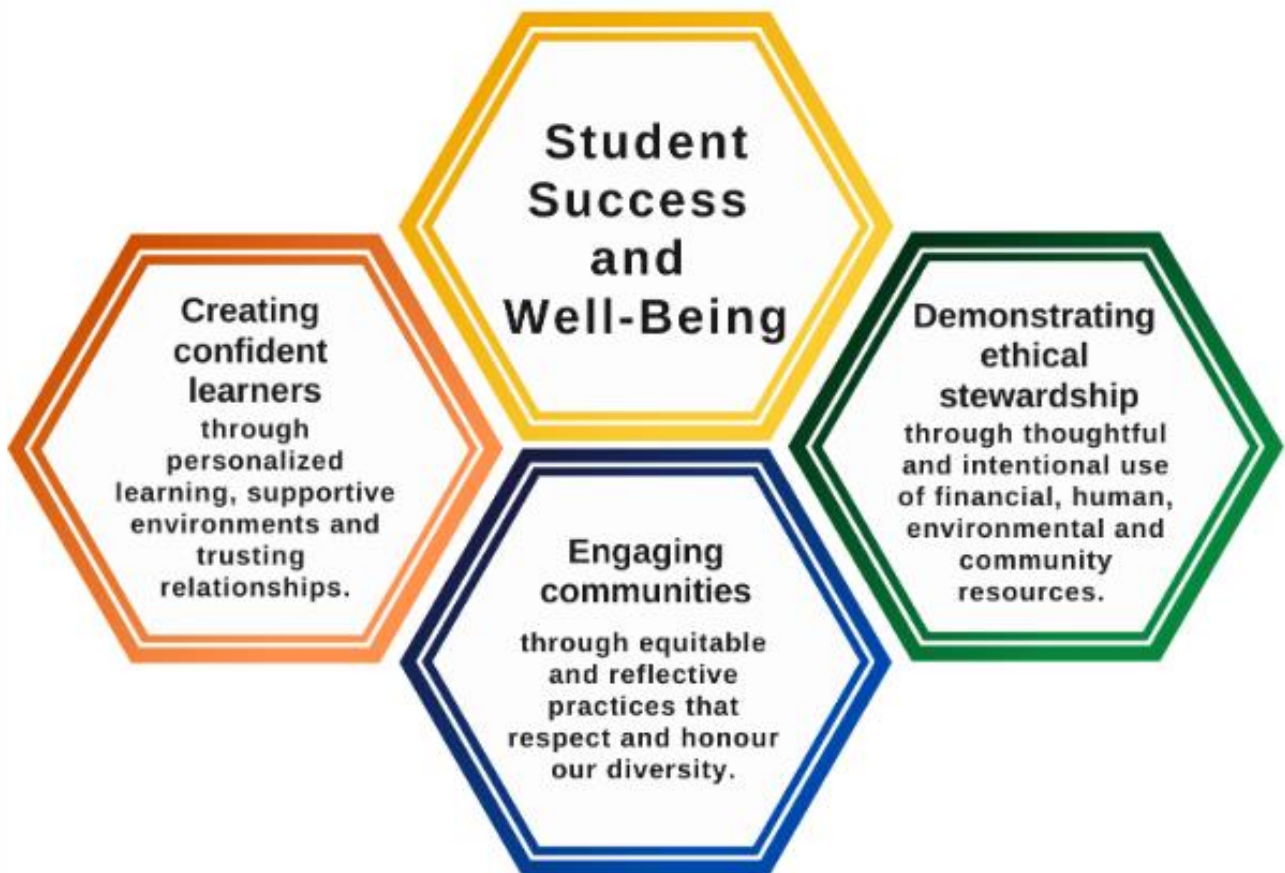 Student
Success
and
Well-Being
Creating
confident
learners
through
personalized
learning, supportive
environments and
trusting
relationships.
Engaging
communities
through equitable
and reflective
practices that
respect and honour
our diversity.
Demonstrating
ethical
stewardship
through thoughtful
and intentional use
of financial, human,
environmental and
community
resources.